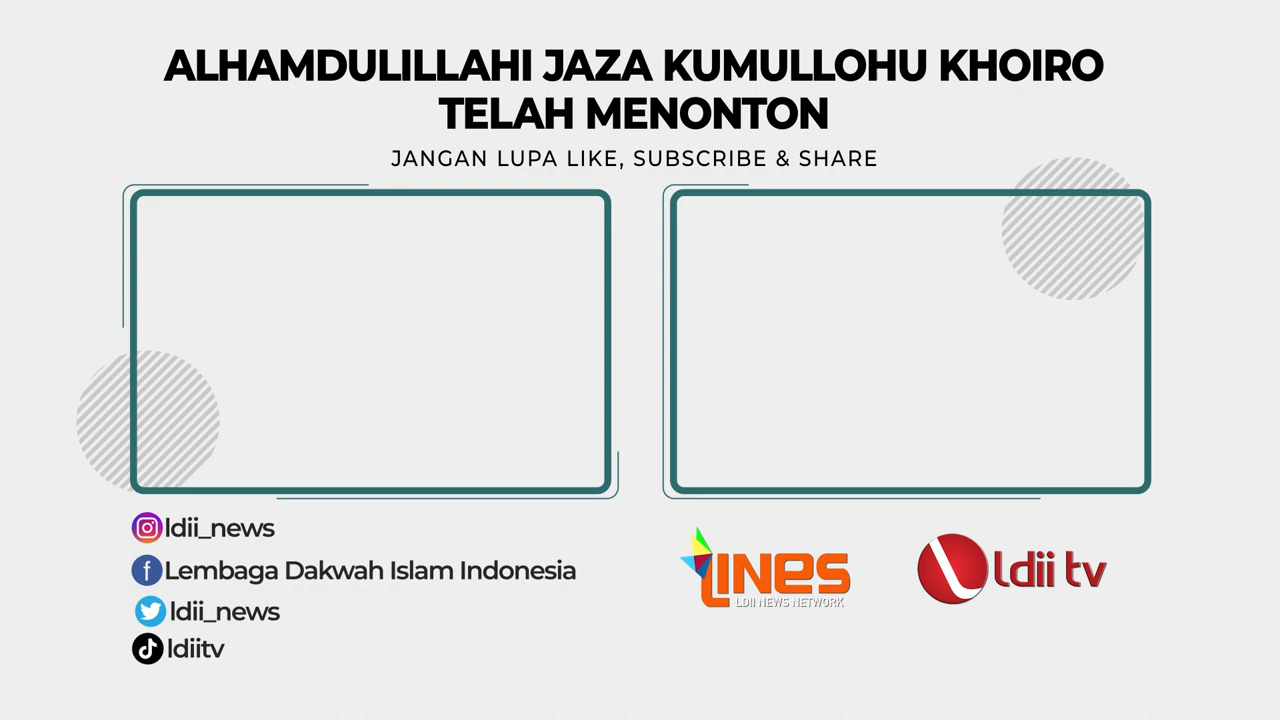 ALHAMDULILLAHI JAZA KUMULLOHU KHOIRO
TELAH MENONTON
JANGAN LUPA LIKE, SUBSCRIBE & SHARE
ldii_news
Lembaga Dakwah Islam Indonesia
ldii_news
ldiitv
LINES
LDII NEWS NETWORK
ldii tv